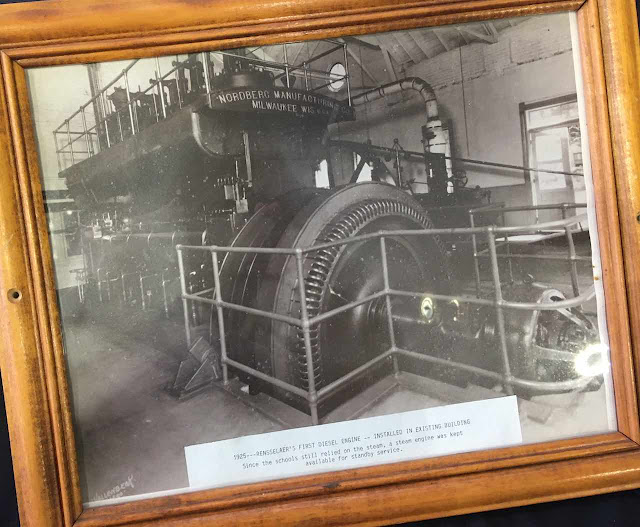 NORDBERG MANUFACTURING
MILWAUKEE WIS.
1925---RENSSELAER'S FIRST DIESEL ENGINE -- INSTALLED IN EXISTING BUILDING
Since the schools still relied on the steam, a steam engine was kept
available for standby service.